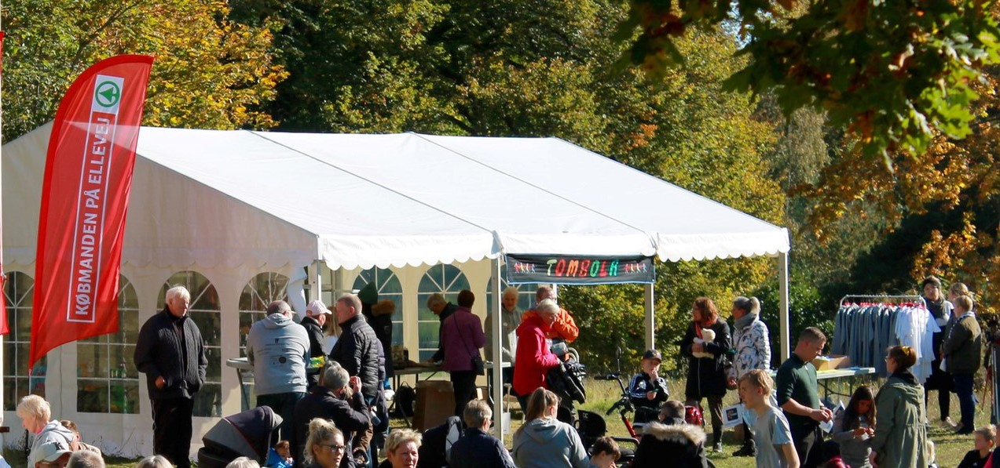 KØBMANDEN PÅ ELLEVEJ
TOMBOLA